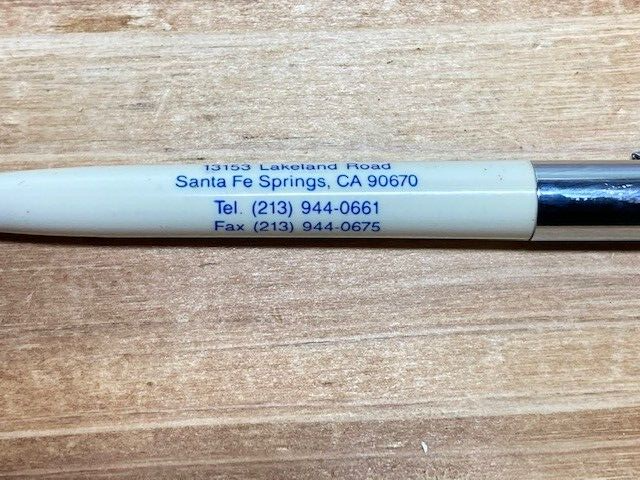 13153 Lakeland Road
Santa Fe Springs, CA 90670
Tel. (213) 944-0661
Fax (213) 944-0675